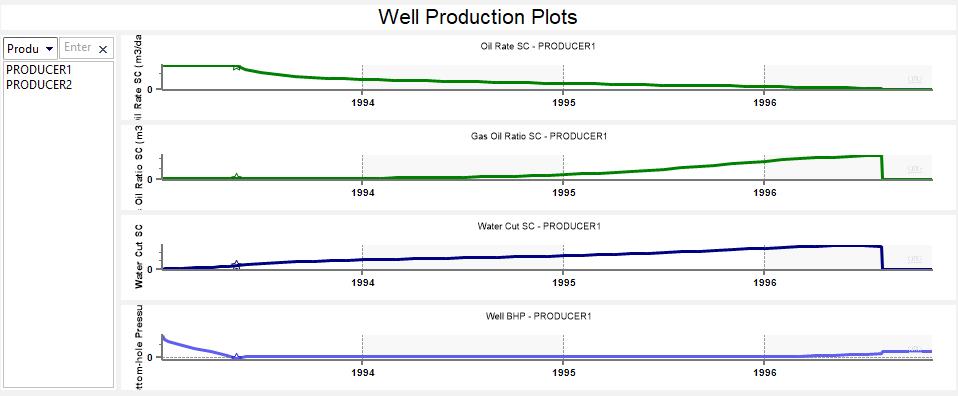 Well Production Plots
Produ
Enter
PRODUCER1
PRODUCER2
Oil Rate SC - PRODUCER1
il Rate SC (m3/da
0
1994 1995 1996
Gas Oil Ratio SC - PRODUCER1
Oil Ratio SC (m3
0
1994 1995 1996
Water Cut SC - PRODUCER1
Water Cut SC
0
1994 1995 1996
Well BHP - PRODUCER1
ttom-hole Pressu
0
1994 1995 1996